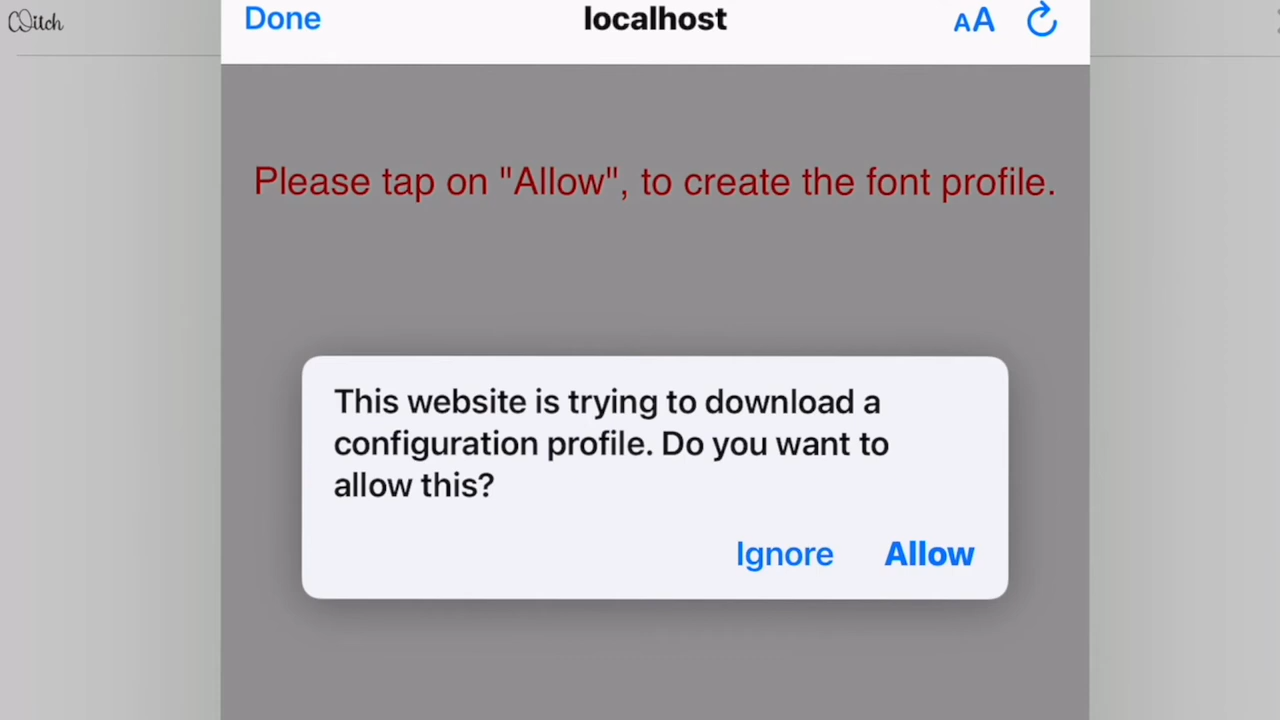 Witch
Done
localhost
AA
Please tap on "Allow", to create the font profile.
This website is trying to download a
configuration profile. Do you want to
allow this?
Ignore
Allow